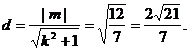 d = |m| / √(k² + 1) = √(12/7) = 2√21 / 7.